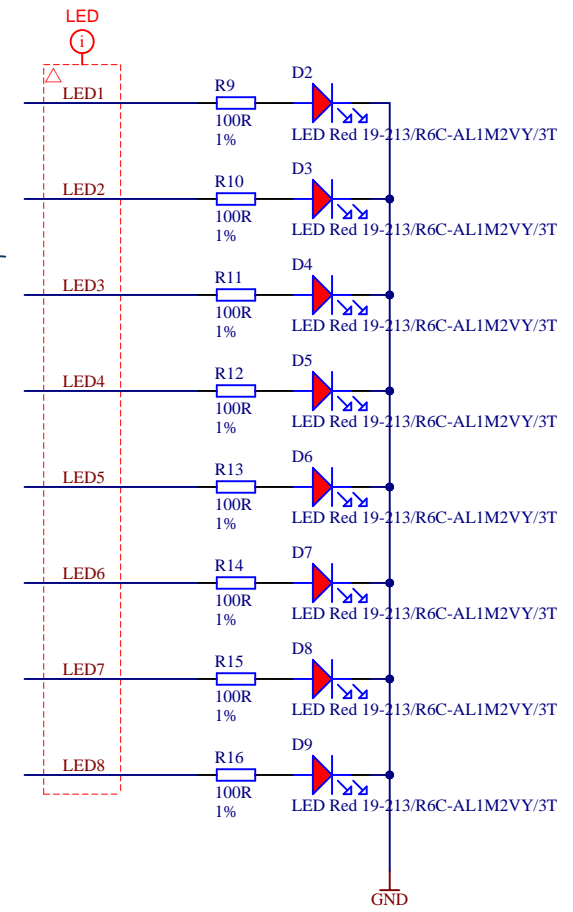 LED
i
LED1
R9
100R
1%
D2
LED Red 19-213/R6C-AL1M2VY/3T
LED2
R10
100R
1%
D3
LED Red 19-213/R6C-AL1M2VY/3T
LED3
R11
100R
1%
D4
LED Red 19-213/R6C-AL1M2VY/3T
LED4
R12
100R
1%
D5
LED Red 19-213/R6C-AL1M2VY/3T
LED5
R13
100R
1%
D6
LED Red 19-213/R6C-AL1M2VY/3T
LED6
R14
100R
1%
D7
LED Red 19-213/R6C-AL1M2VY/3T
LED7
R15
100R
1%
D8
LED Red 19-213/R6C-AL1M2VY/3T
LED8
R16
100R
1%
D9
LED Red 19-213/R6C-AL1M2VY/3T
GND